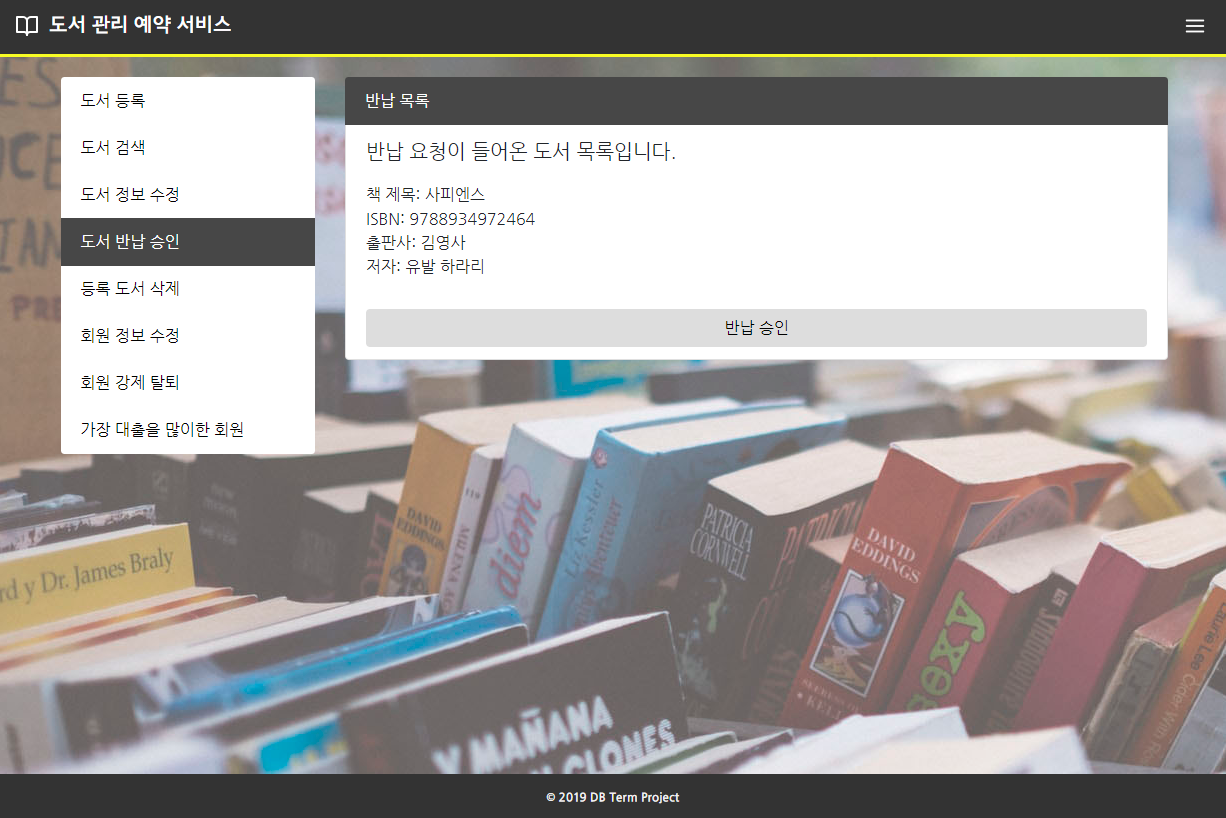 도서 관리 예약 서비스
도서 등록
도서 검색
도서 정보 수정
도서 반납 승인
등록 도서 삭제
회원 정보 수정
회원 강제 탈퇴
가장 대출을 많이한 회원
반납 목록
반납 요청이 들어온 도서 목록입니다.
책 제목: 사피엔스
ISBN: 9788934972464
출판사: 김영사
저자: 유발 하라리
반납 승인
DAVID
EDDINGS
diem
Liz Kessler
PATRICIA
CORNWELL
DAVID
EDDINGS
rd y Dr. James Braly
Laurie Lee Cider With
Y MAÑANA
CLONES
© 2019 DB Term Project